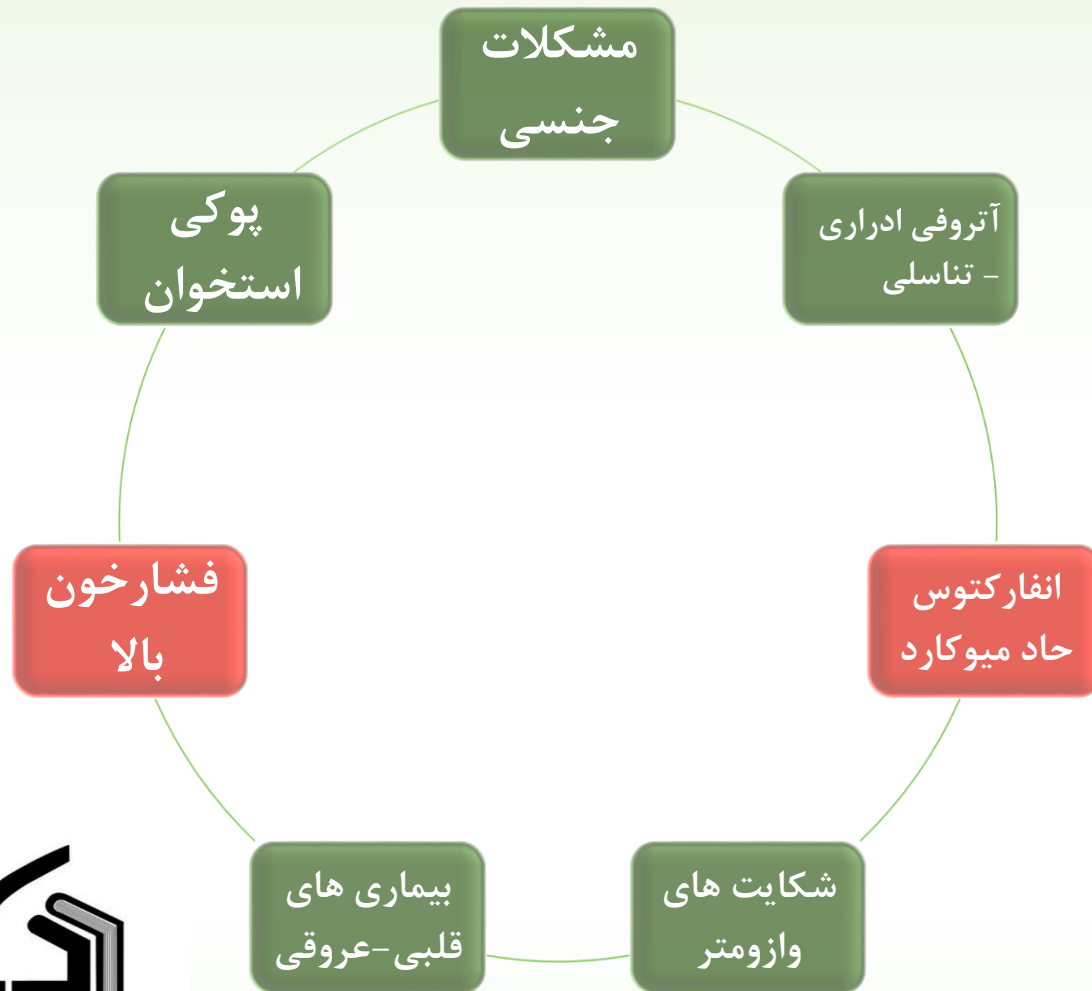 مشکلات
جنسی
آتروفی ادراری
- تناسلی
انفارکتوس
حاد میوکارد
شکایت های
وازومتر
بیماری های
قلبی-عروقی
فشارخون
بالا
پوکی
استخوان